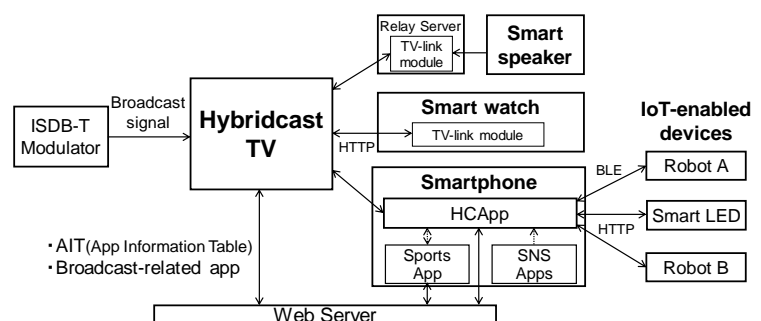 Relay Server
TV-link
module
Smart
speaker
ISDB-T
Modulator
Broadcast
signal
Hybridcast
TV
HTTP
Smart watch
TV-link module
IoT-enabled
devices
Smartphone
HCApp
Sports
App
SNS
Apps
BLE
HTTP
Robot A
Smart LED
Robot B
・AIT(App Information Table)
・Broadcast-related app
Web Server